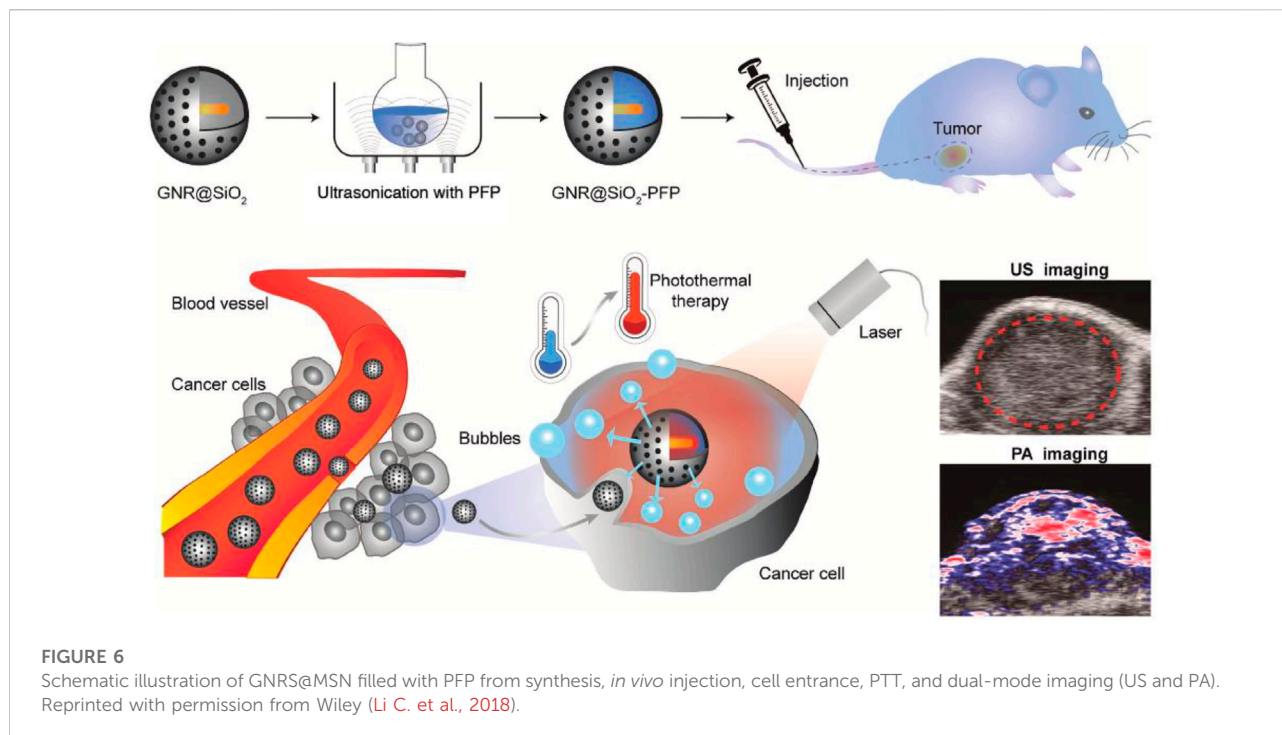 Injection
Tumor
GNR@SiO₂
Ultrasonication with PFP
GNR@SiO₂-PFP
Blood vessel
Cancer cells
Photothermal
therapy
Laser
Bubbles
Cancer cell
US imaging
PA imaging
FIGURE 6
Schematic illustration of GNRS@MSN filled with PFP from synthesis, in vivo injection, cell entrance, PTT, and dual-mode imaging (US and PA).
Reprinted with permission from Wiley (Li C. et al., 2018).